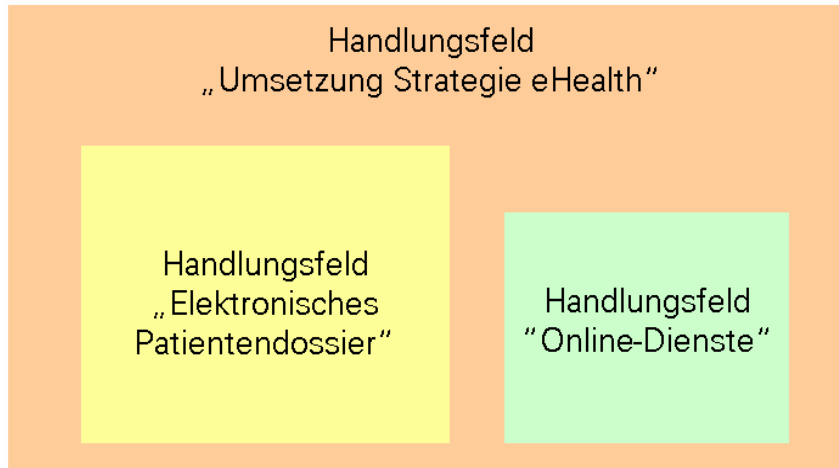 Handlungsfeld
„Umsetzung Strategie eHealth“
Handlungsfeld
„Elektronisches
Patientendossier“
Handlungsfeld
“Online-Dienste“